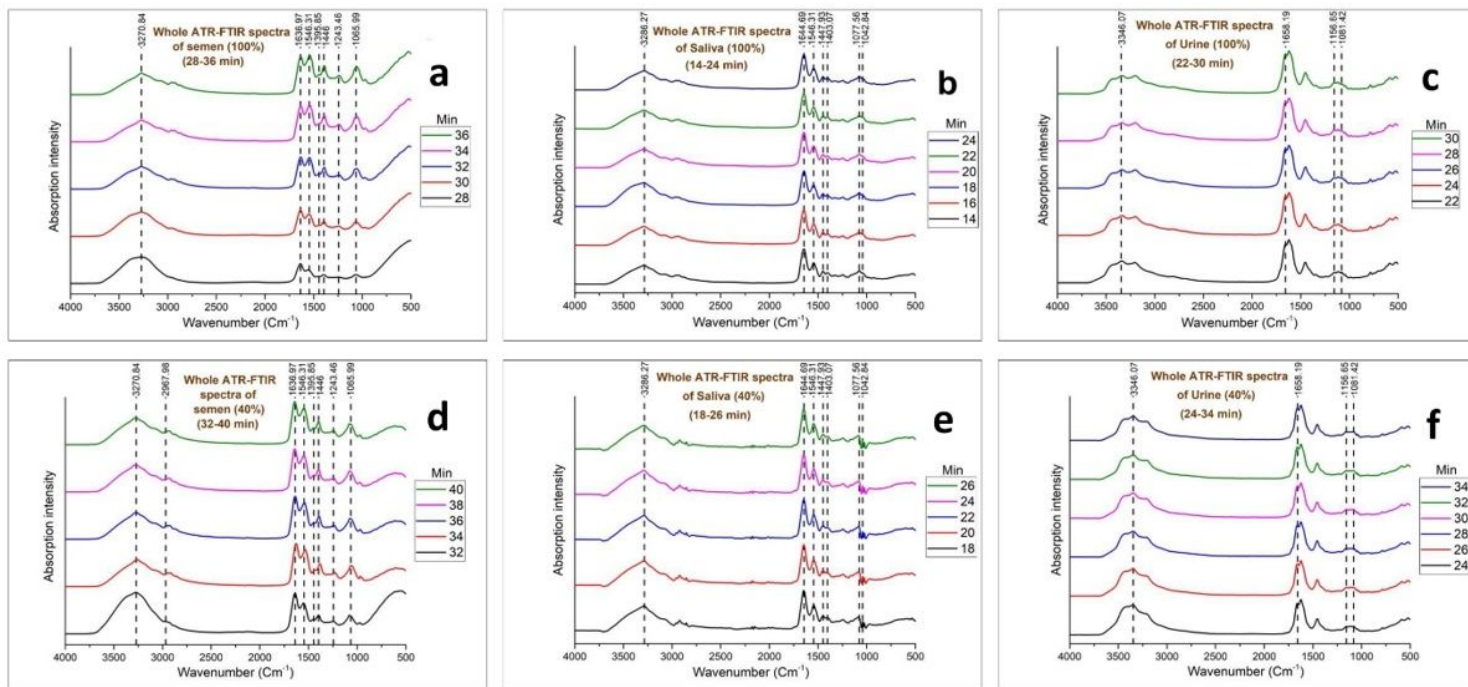 -3270.84
-1636.97
-1546.31
-1395.85
-1446
-1243.46
-1065.99
Whole ATR-FTIR spectra
of semen (100%)
(28-36 min)
a
Min
36
34
32
30
28
Absorption intensity
4000 3500 3000 2500 2000 1500 1000 500
Wavenumber (Cm-1)
-3286.27
-1644.69
-1546.31
-1447.93
-1403.07
-1077.56
-1042.84
Whole ATR-FTIR spectra
of Saliva (100%)
(14-24 min)
b
Min
24
22
20
18
16
14
Absorption intensity
4000 3500 3000 2500 2000 1500 1000 500
Wavenumber (Cm-1)
-3346.07
-1658.19
-1156.65
-1081.42
Whole ATR-FTIR spectra
of Urine (100%)
(22-30 min)
c
Min
30
28
26
24
22
Absorption intensity
4000 3500 3000 2500 2000 1500 1000 500
Wavenumber (Cm-1)
-3270.84
-2967.98
-1636.97
-1546.31
-1395.85
-1446
-1243.46
-1065.99
Whole ATR-FTIR
spectra of
semen (40%)
(32-40 min)
d
Min
40
38
36
34
32
Absorption intensity
4000 3500 3000 2500 2000 1500 1000 500
Wavenumber (Cm-1)
-3286.27
-1644.69
-1546.31
-1447.93
-1403.07
-1077.56
-1042.84
Whole ATR-FTIR spectra
of Saliva (40%)
(18-26 min)
e
Min
26
24
22
20
18
Absorption intensity
4000 3500 3000 2500 2000 1500 1000 500
Wavenumber (Cm-1)
-3346.07
-1658.19
-1156.65
-1081.42
Whole ATR-FTIR spectra
of Urine (40%)
(24-34 min)
f
Min
34
32
30
28
26
24
Absorption intensity
4000 3500 3000 2500 2000 1500 1000 500
Wavenumber (Cm-1)